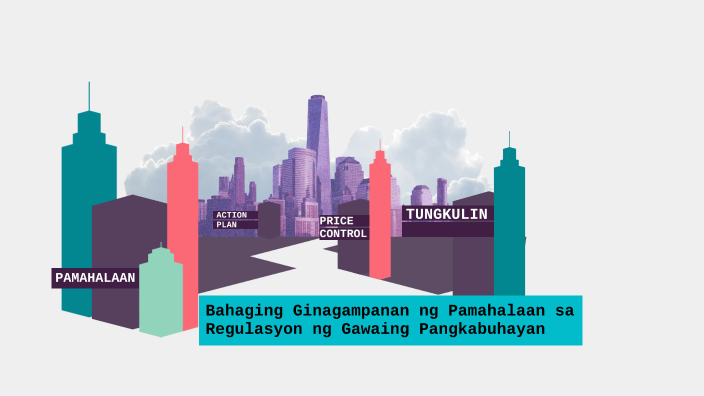 ACTION
PLAN
PRICE
CONTROL
TUNGKULIN
PAMAHALAAN
Bahaging Ginagampanan ng Pamahalaan sa
Regulasyon ng Gawaing Pangkabuhayan